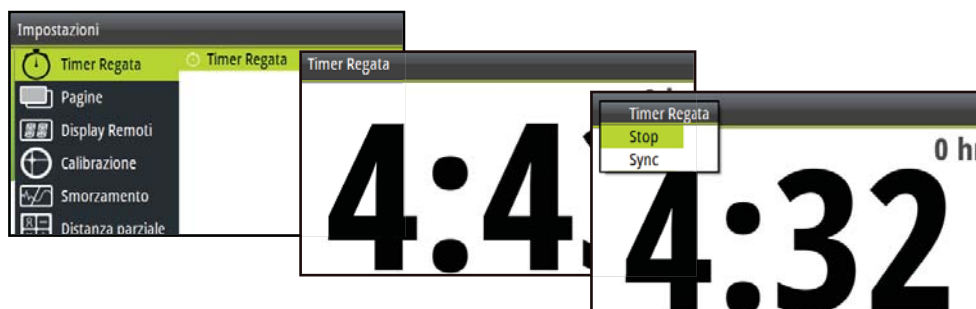 Impostazioni
Timer Regata
Timer Regata
Pagine
Display Remoti
Calibrazione
Smorzamento
Distanza parziale
Timer Regata
4:4
Timer Regata
Stop
Sync
0 hr
4:32